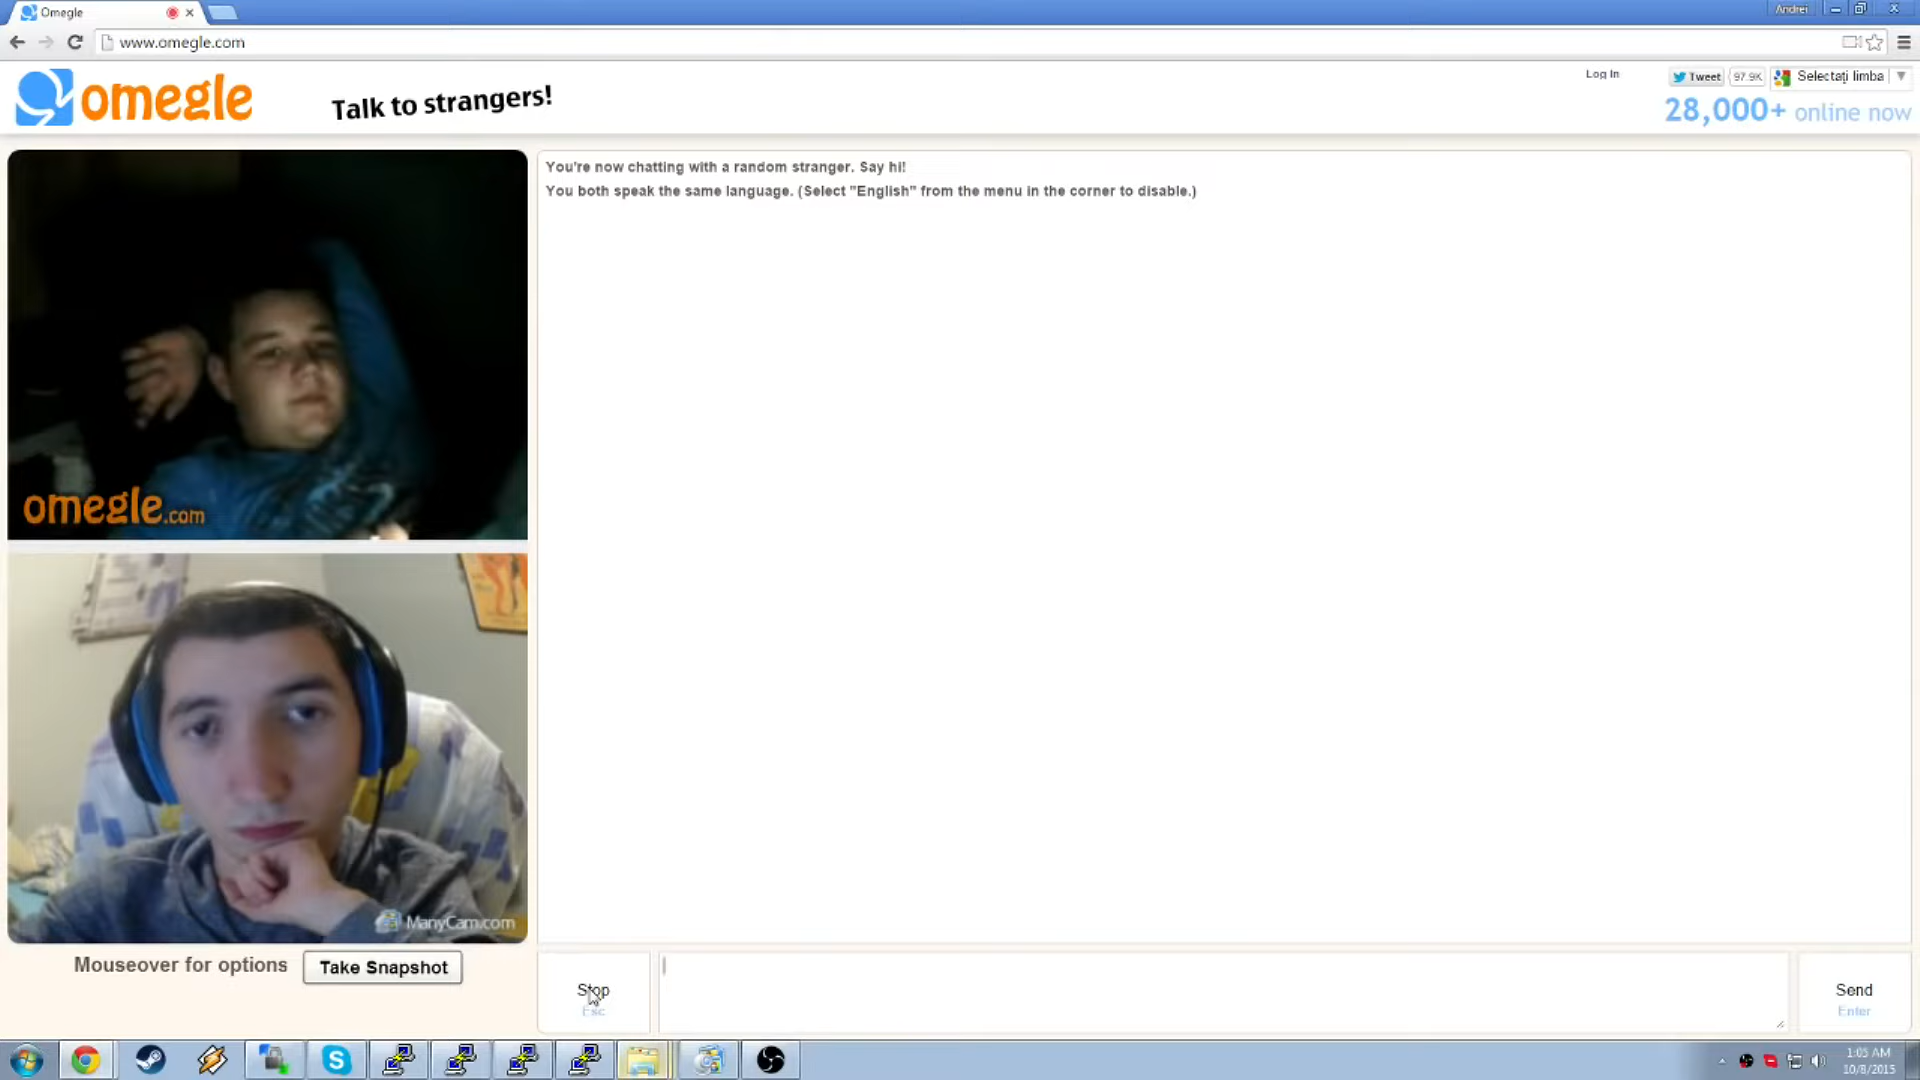 Omegle
Andrei
www.omegle.com
omegle
Talk to strangers!
Log In
Tweet
97.9K
Selectați limba
28,000+ online now
You're now chatting with a random stranger. Say hi!
You both speak the same language. (Select "English" from the menu in the corner to disable.)
omegle.com
ManyCam.com
Mouseover for options
Take Snapshot
Stop
Esc
Send
Enter
1:05 AM
10/8/2015